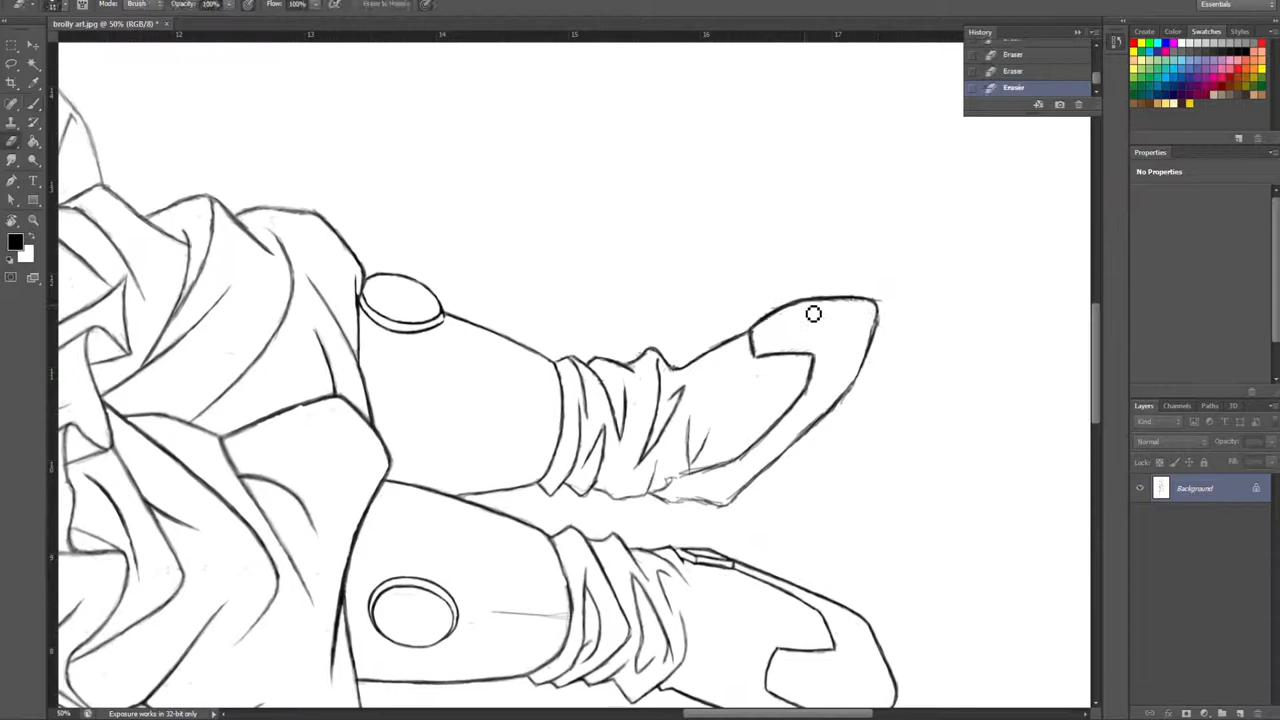 Mode: Brush Opacity: 100% Flow: 100% Erase to History Essentials
brolly art.jpg @ 50% (RGB/8) * ×
12 13 14 15 16 17
History
Eraser
Eraser
Eraser
Create Color Swatches Styles
Properties
No Properties
Layers Channels Paths 3D
Kind
Normal Opacity:
Lock: Fill:
Background
50% Exposure works in 32-bit only